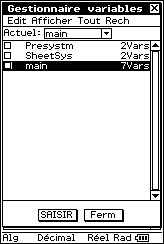 Gestionnaire variables
Edit Afficher Tout Rech
Actuel: main
Presystm 2Vars
SheetSys 2Vars
main 7Vars
SAISIR Ferm
Alg Décimal Réel Rad